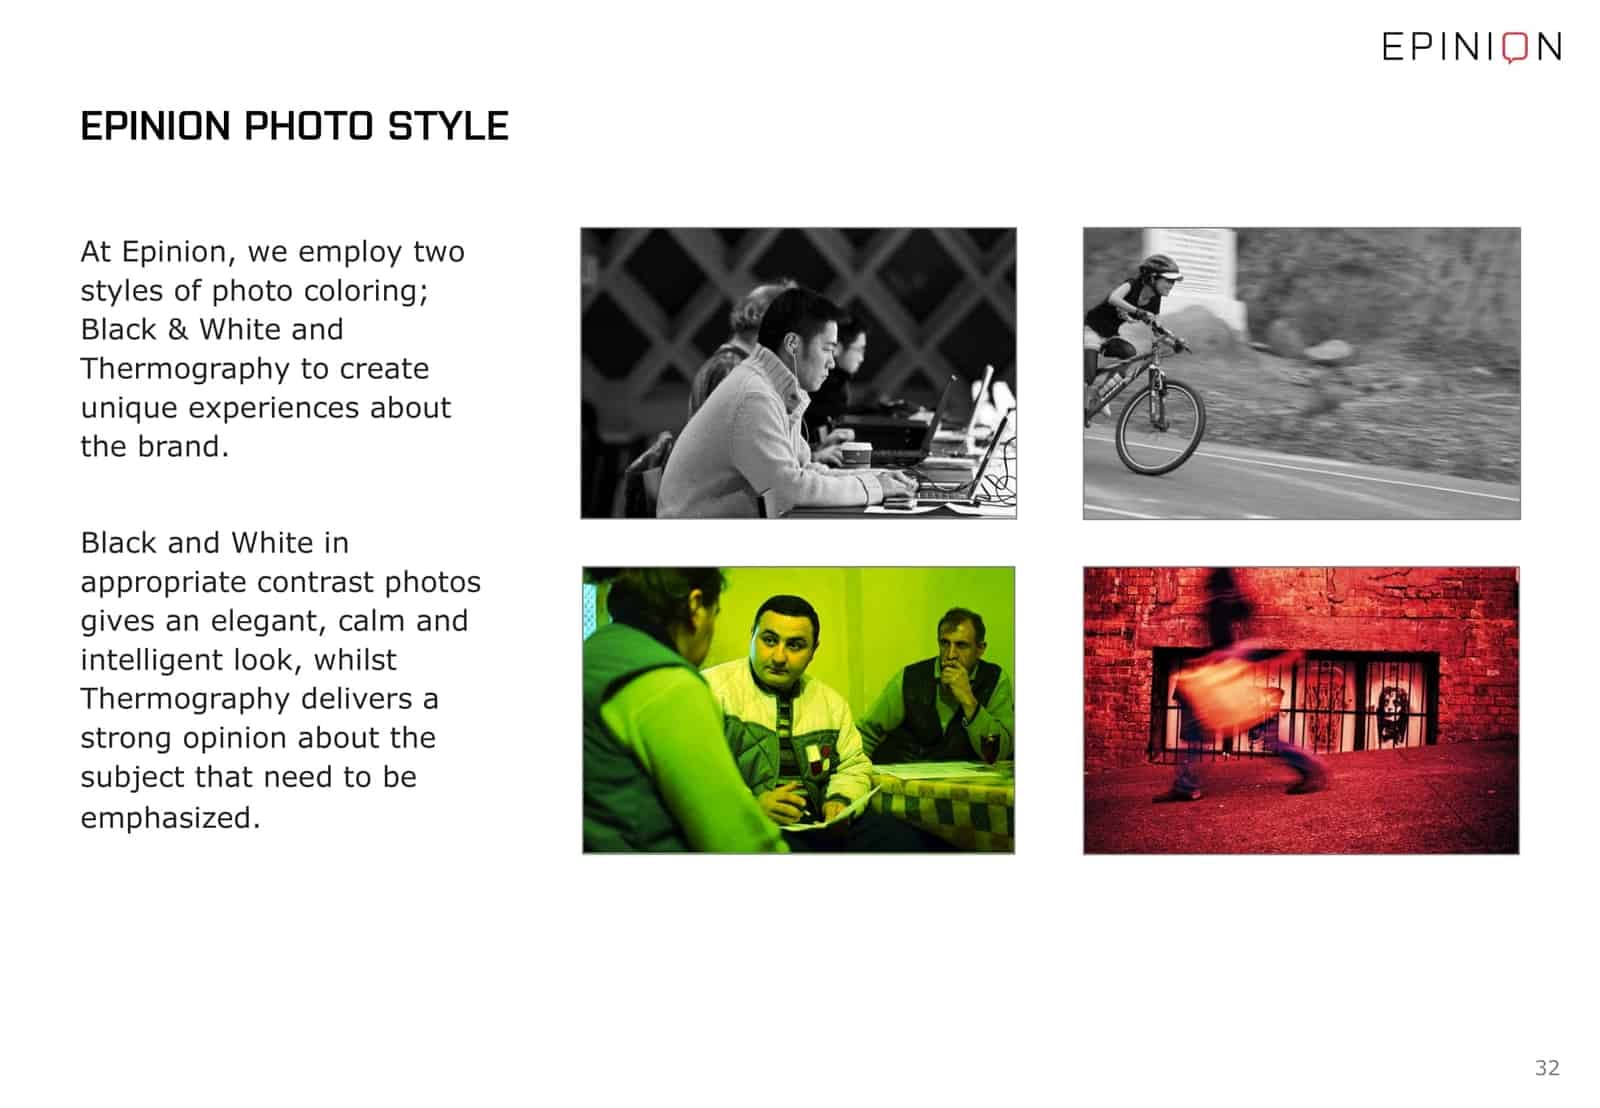 EPINION
EPINION PHOTO STYLE
At Epinion, we employ two
styles of photo coloring;
Black & White and
Thermography to create
unique experiences about
the brand.
Black and White in
appropriate contrast photos
gives an elegant, calm and
intelligent look, whilst
Thermography delivers a
strong opinion about the
subject that need to be
emphasized.
32